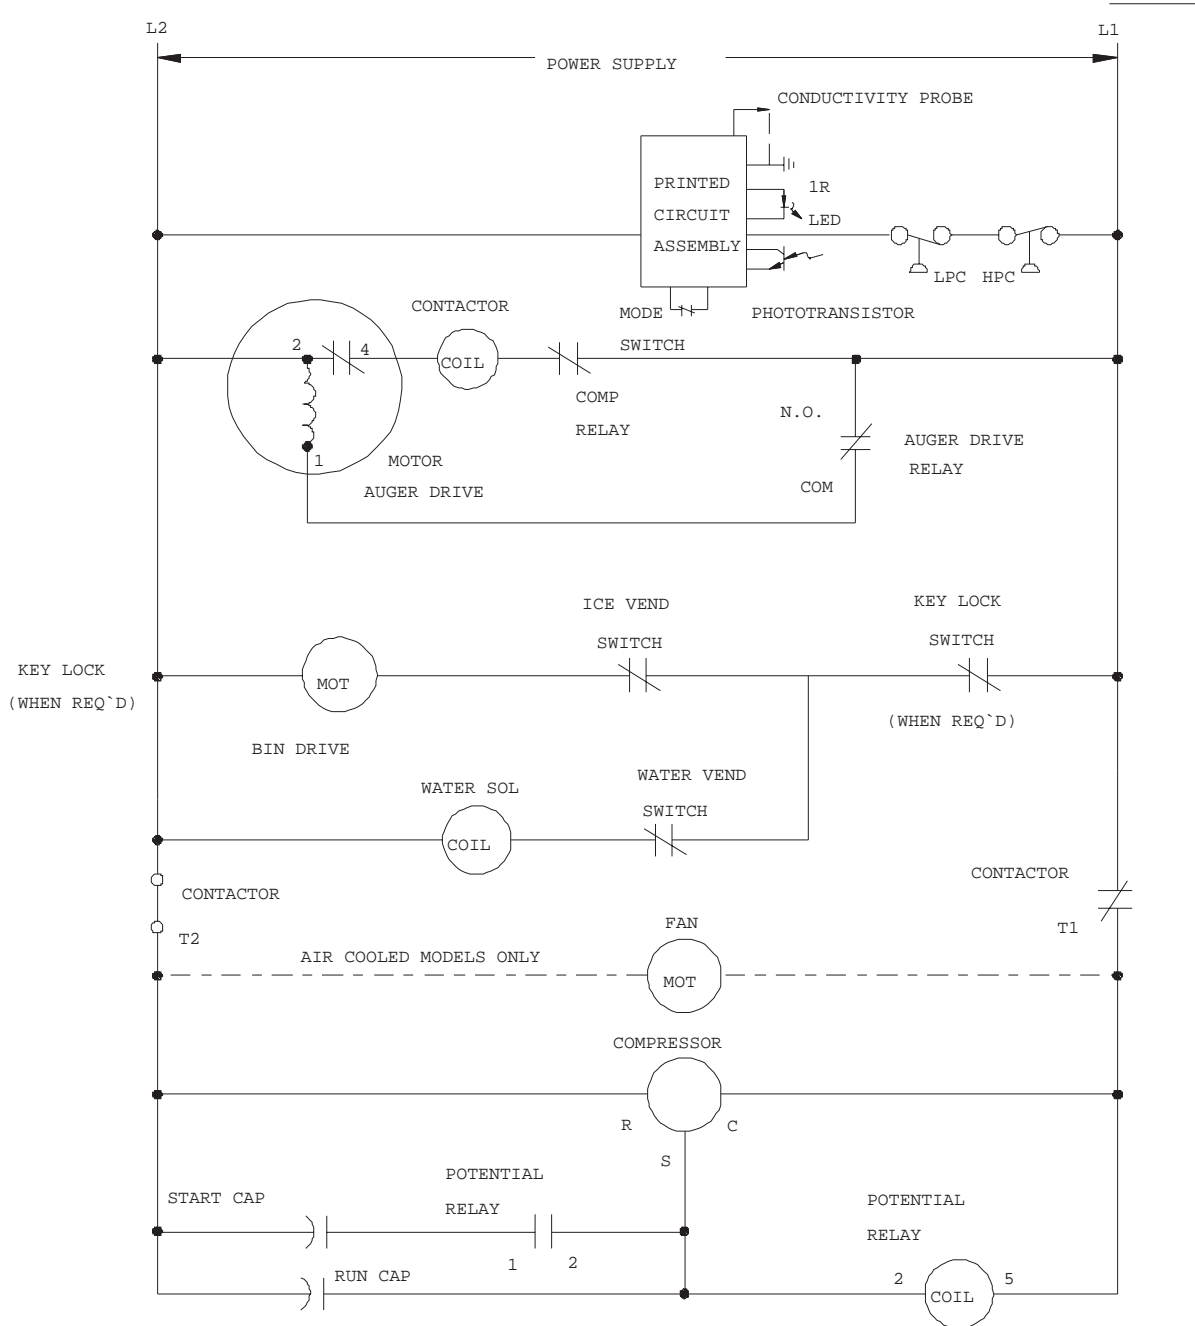 L2
L1
POWER SUPPLY
CONDUCTIVITY PROBE
PRINTED
1R
CIRCUIT
LED
ASSEMBLY
LPC HPC
MODE
PHOTOTRANSISTOR
SWITCH
CONTACTOR
2
4
COIL
COMP
RELAY
N.O.
AUGER DRIVE
RELAY
COM
1
MOTOR
AUGER DRIVE
ICE VEND
SWITCH
KEY LOCK
SWITCH
KEY LOCK
(WHEN REQ`D)
MOT
(WHEN REQ`D)
BIN DRIVE
WATER SOL
WATER VEND
SWITCH
COIL
CONTACTOR
T2
CONTACTOR
T1
FAN
AIR COOLED MODELS ONLY
MOT
COMPRESSOR
R
C
S
START CAP
POTENTIAL
RELAY
1
2
POTENTIAL
RELAY
RUN CAP
2
COIL
5